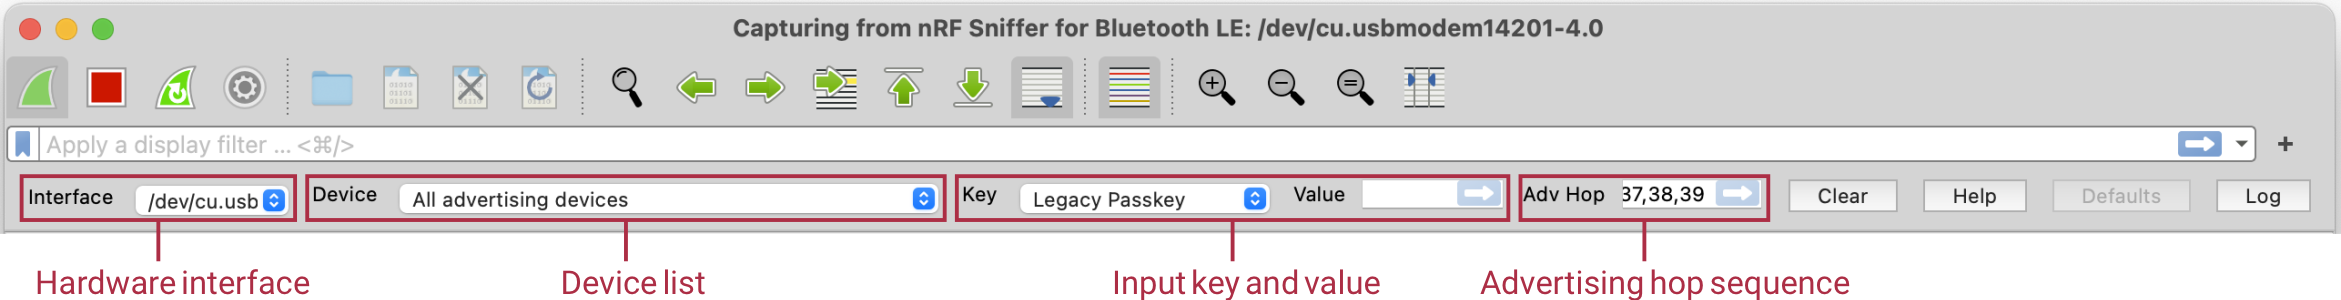 Capturing from nRF Sniffer for Bluetooth LE: /dev/cu.usbmodem14201-4.0
Apply a display filter ... <⌘/>
+
Interface /dev/cu.usb Device All advertising devices Key Legacy Passkey Value Adv Hop 37,38,39 Clear Help Defaults Log
Hardware interface Device list Input key and value Advertising hop sequence